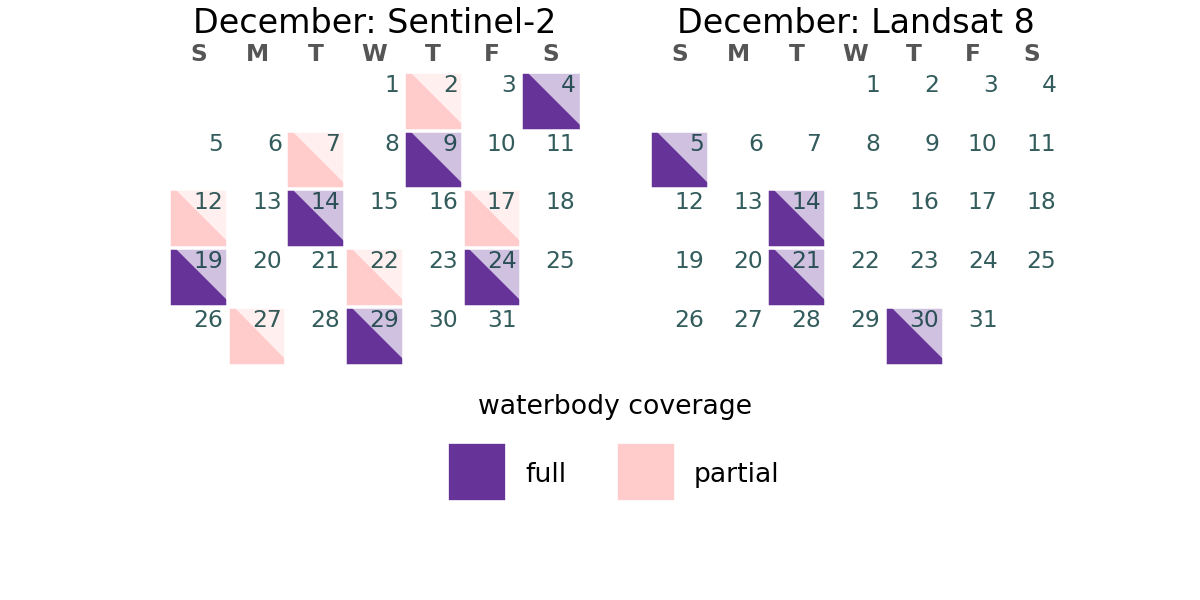 December: Sentinel-2
S M T W T F S
1 2 3 4
5 6 7 8 9 10 11
12 13 14 15 16 17 18
19 20 21 22 23 24 25
26 27 28 29 30 31
December: Landsat 8
S M T W T F S
1 2 3 4
5 6 7 8 9 10 11
12 13 14 15 16 17 18
19 20 21 22 23 24 25
26 27 28 29 30 31
waterbody coverage
full partial